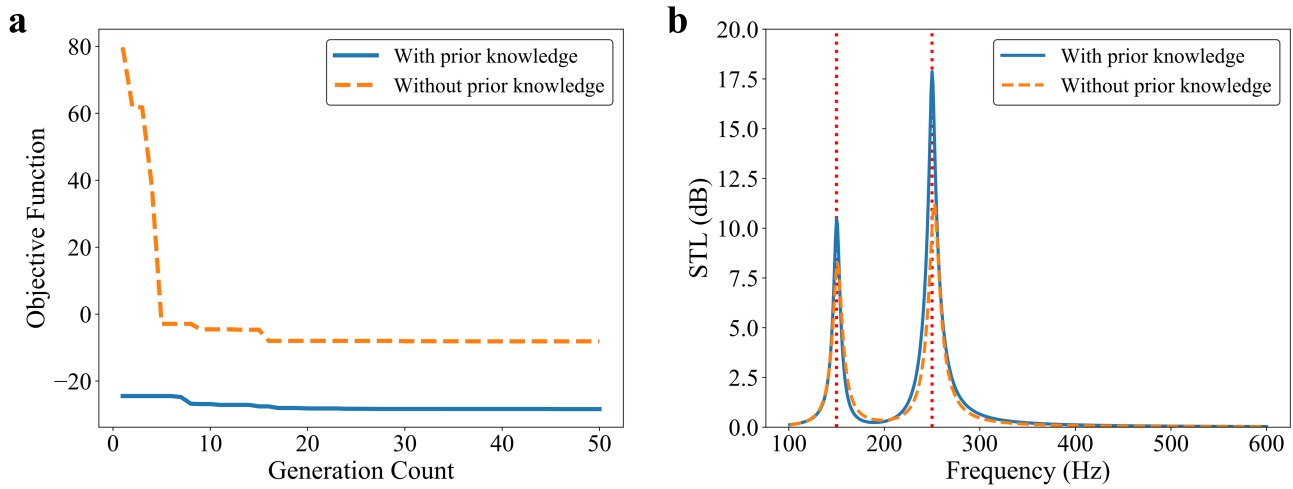 a
80
60
40
20
0
−20
Objective Function
0
10
20
30
40
50
Generation Count
With prior knowledge
Without prior knowledge
b
20.0
17.5
15.0
12.5
10.0
7.5
5.0
2.5
0.0
STL (dB)
100
200
300
400
500
600
Frequency (Hz)
With prior knowledge
Without prior knowledge